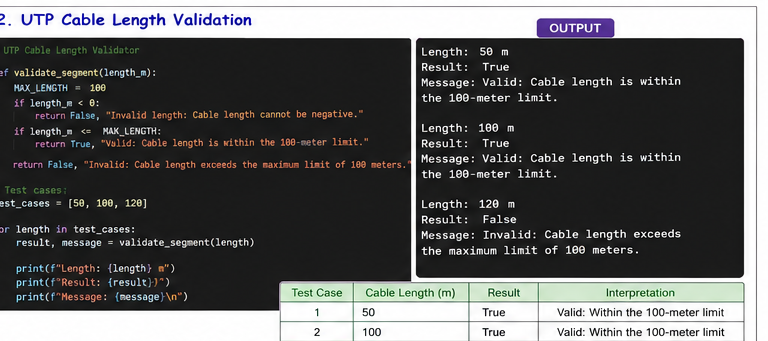 2. UTP Cable Length Validation
UTP Cable Length Validator
ef validate_segment(length_m):
MAX_LENGTH = 100
if length_m < 0:
return False, "Invalid length: Cable length cannot be negative."
if length_m <= MAX_LENGTH:
return True, "Valid: Cable length is within the 100-meter limit."
return False, "Invalid: Cable length exceeds the maximum limit of 100 meters."
Test cases:
est_cases = [50, 100, 120]
or length in test_cases:
result, message = validate_segment(length)
print(f"Length: {length} m")
print(f"Result: {result})")
print(f"Message: {message}\n")
OUTPUT
Length: 50 m
Result: True
Message: Valid: Cable length is within
the 100-meter limit.
Length: 100 m
Result: True
Message: Valid: Cable length is within
the 100-meter limit.
Length: 120 m
Result: False
Message: Invalid: Cable length exceeds
the maximum limit of 100 meters.
Test Case Cable Length (m) Result Interpretation
1 50 True Valid: Within the 100-meter limit
2 100 True Valid: Within the 100-meter limit